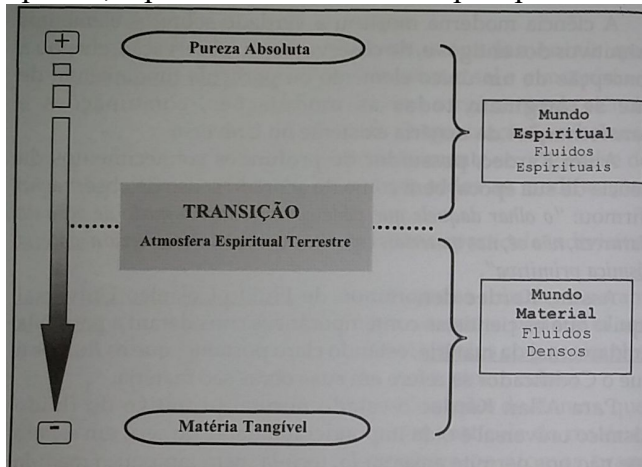 +
Pureza Absoluta
Mundo
Espiritual
Fluidos
Espirituais
TRANSIÇÃO
Atmosfera Espiritual Terrestre
Mundo
Material
Fluidos
Densos
-
Matéria Tangível